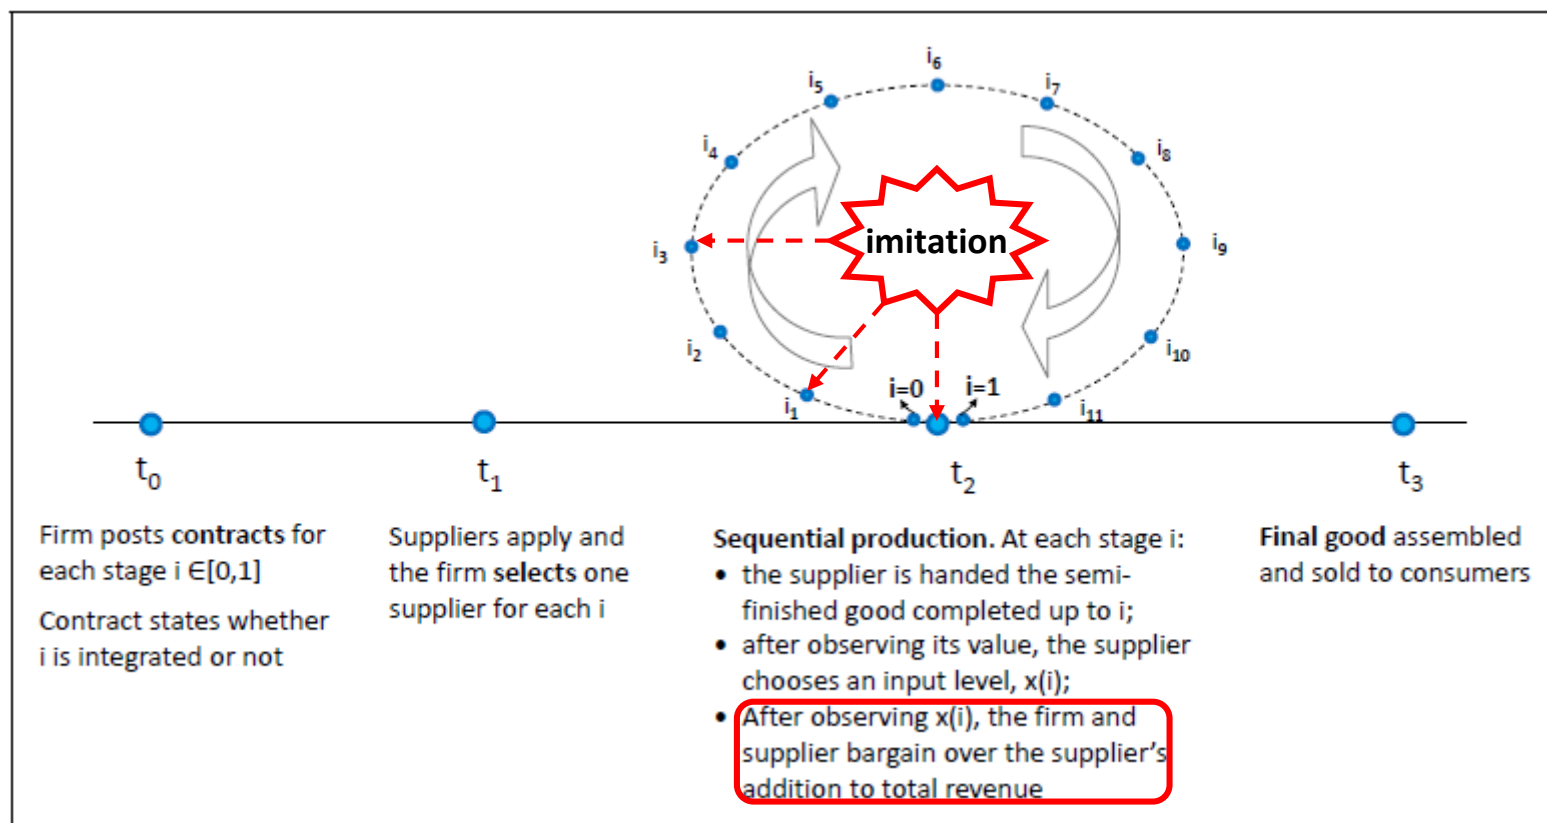 i₆
i₅
i₇
i₄
i₈
imitation
i₃
i₉
i₂
i₁₀
i=0
i=1
i₁
i₁₁
t₀
t₁
t₂
t₃
Firm posts contracts for
each stage i ∈[0,1]
Contract states whether
i is integrated or not
Suppliers apply and
the firm selects one
supplier for each i
Sequential production. At each stage i:
• the supplier is handed the semi-
finished good completed up to i;
• after observing its value, the supplier
chooses an input level, x(i);
• After observing x(i), the firm and
supplier bargain over the supplier's
addition to total revenue
Final good assembled
and sold to consumers